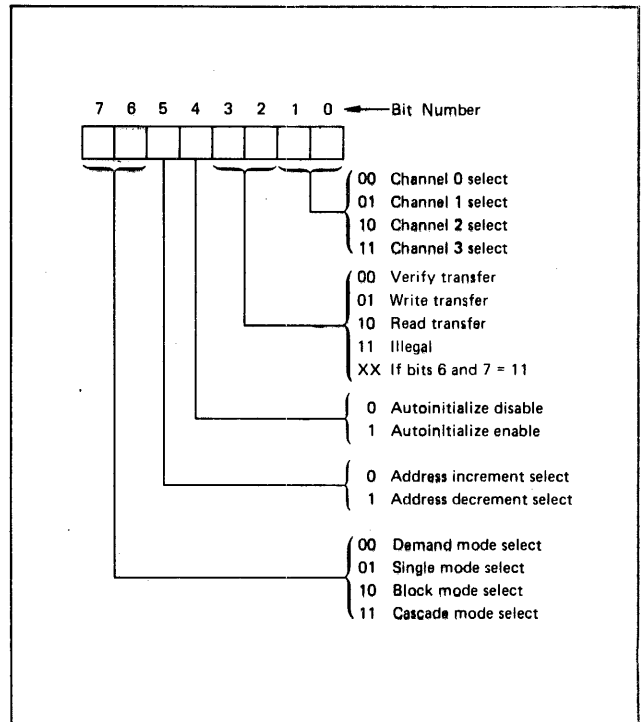 7 6 5 4 3 2 1 0 Bit Number
00 Channel 0 select
01 Channel 1 select
10 Channel 2 select
11 Channel 3 select
00 Verify transfer
01 Write transfer
10 Read transfer
11 Illegal
XX If bits 6 and 7 = 11
0 Autoinitialize disable
1 Autoinitialize enable
0 Address increment select
1 Address decrement select
00 Demand mode select
01 Single mode select
10 Block mode select
11 Cascade mode select